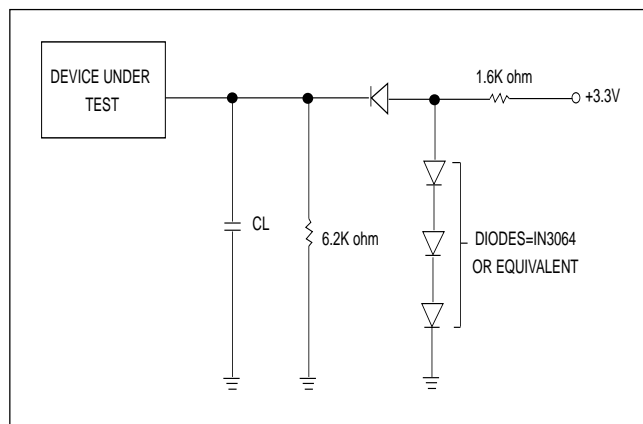 DEVICE UNDER
TEST
1.6K ohm
+3.3V
CL
6.2K ohm
DIODES=IN3064
OR EQUIVALENT